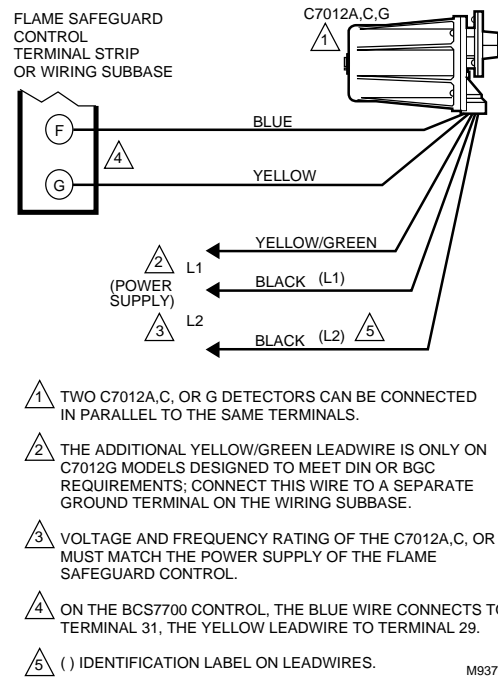 FLAME SAFEGUARD
CONTROL
TERMINAL STRIP
OR WIRING SUBBASE
C7012A,C,G
1
F
BLUE
4
G
YELLOW
YELLOW/GREEN
2
L1
(POWER
SUPPLY)
BLACK (L1)
3
L2
BLACK (L2)
5
1 TWO C7012A,C, OR G DETECTORS CAN BE CONNECTED
IN PARALLEL TO THE SAME TERMINALS.
2 THE ADDITIONAL YELLOW/GREEN LEADWIRE IS ONLY ON
C7012G MODELS DESIGNED TO MEET DIN OR BGC
REQUIREMENTS; CONNECT THIS WIRE TO A SEPARATE
GROUND TERMINAL ON THE WIRING SUBBASE.
3 VOLTAGE AND FREQUENCY RATING OF THE C7012A,C, OR
MUST MATCH THE POWER SUPPLY OF THE FLAME
SAFEGUARD CONTROL.
4 ON THE BCS7700 CONTROL, THE BLUE WIRE CONNECTS TO
TERMINAL 31, THE YELLOW LEADWIRE TO TERMINAL 29.
5 ( ) IDENTIFICATION LABEL ON LEADWIRES.
M937